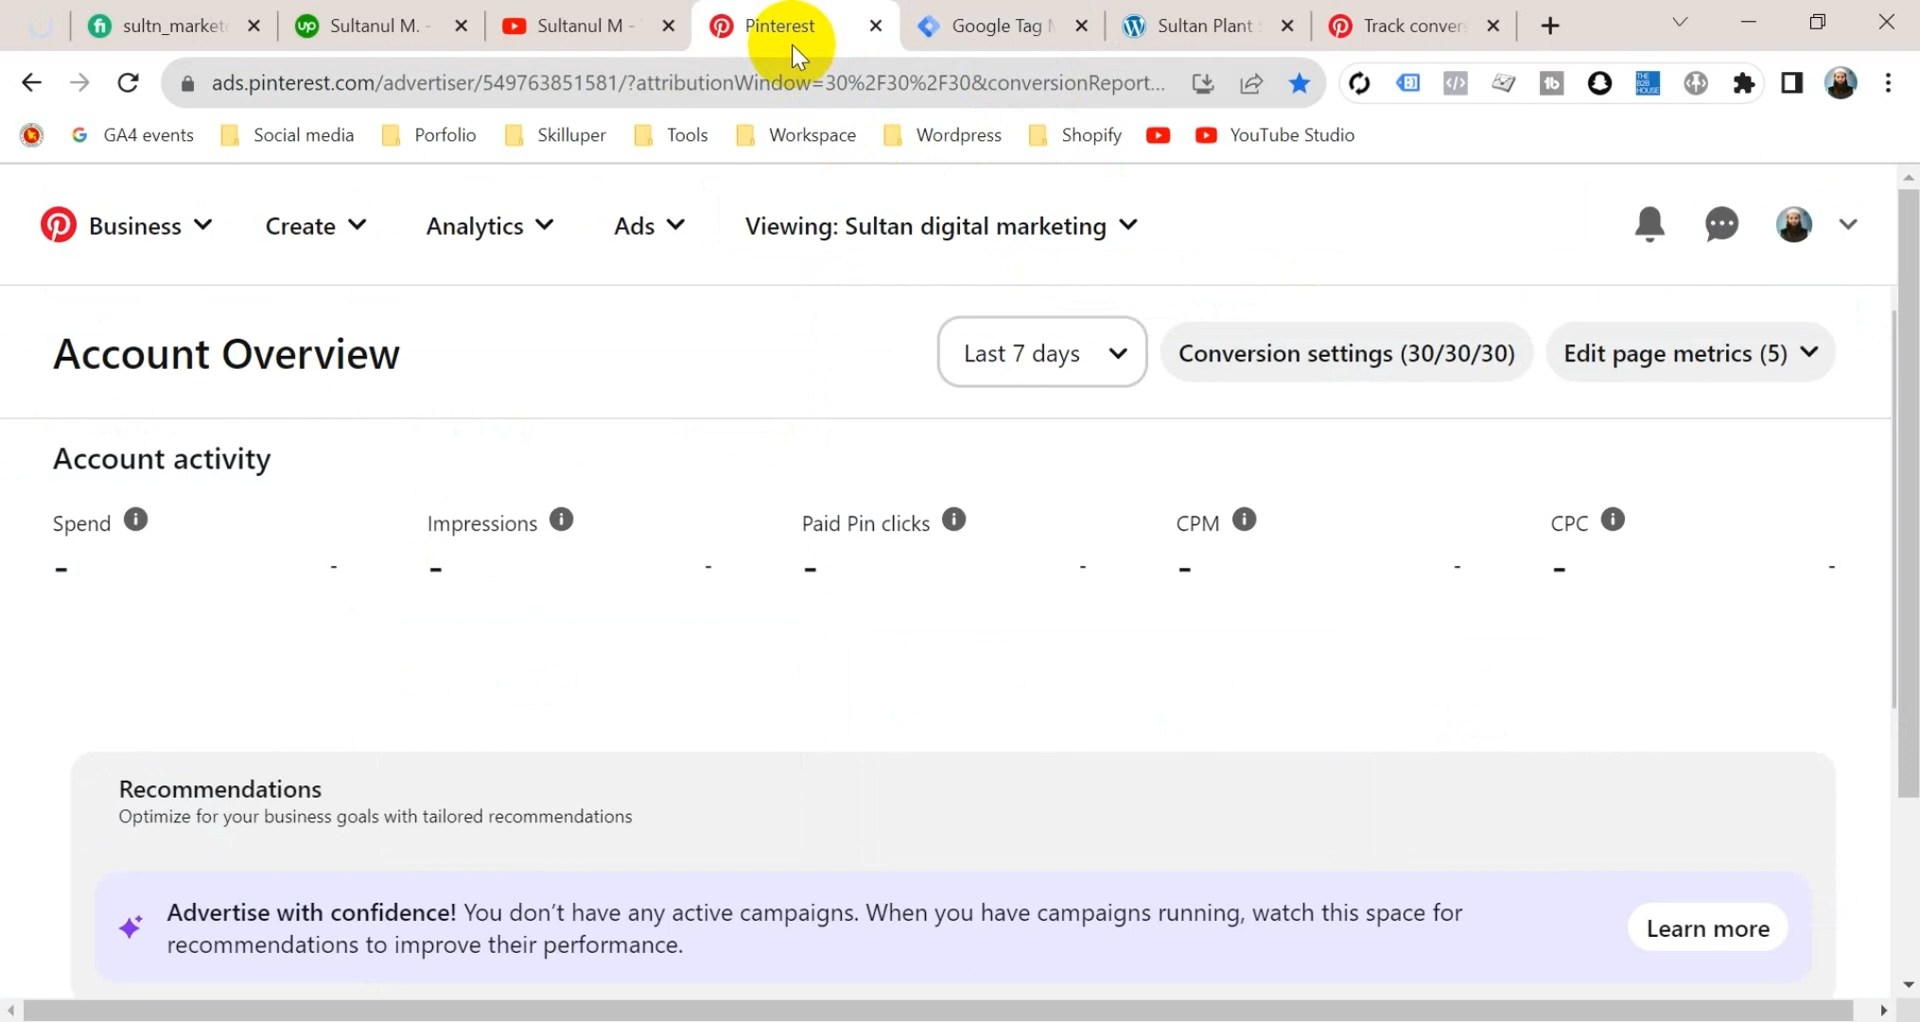 sultn_market
Sultanul M. -
Sultanul M -
Pinterest
Google Tag M
Sultan Plant S
Track conver
ads.pinterest.com/advertiser/549763851581/?attributionWindow=30%2F30%2F30&conversionReport...
GA4 events
Social media
Porfolio
Skilluper
Tools
Workspace
Wordpress
Shopify
YouTube Studio
Business
Create
Analytics
Ads
Viewing: Sultan digital marketing
Account Overview
Last 7 days
Conversion settings (30/30/30)
Edit page metrics (5)
Account activity
Spend
Impressions
Paid Pin clicks
CPM
CPC
- - - - - - - - - -
Recommendations
Optimize for your business goals with tailored recommendations
Advertise with confidence! You don't have any active campaigns. When you have campaigns running, watch this space for
recommendations to improve their performance.
Learn more